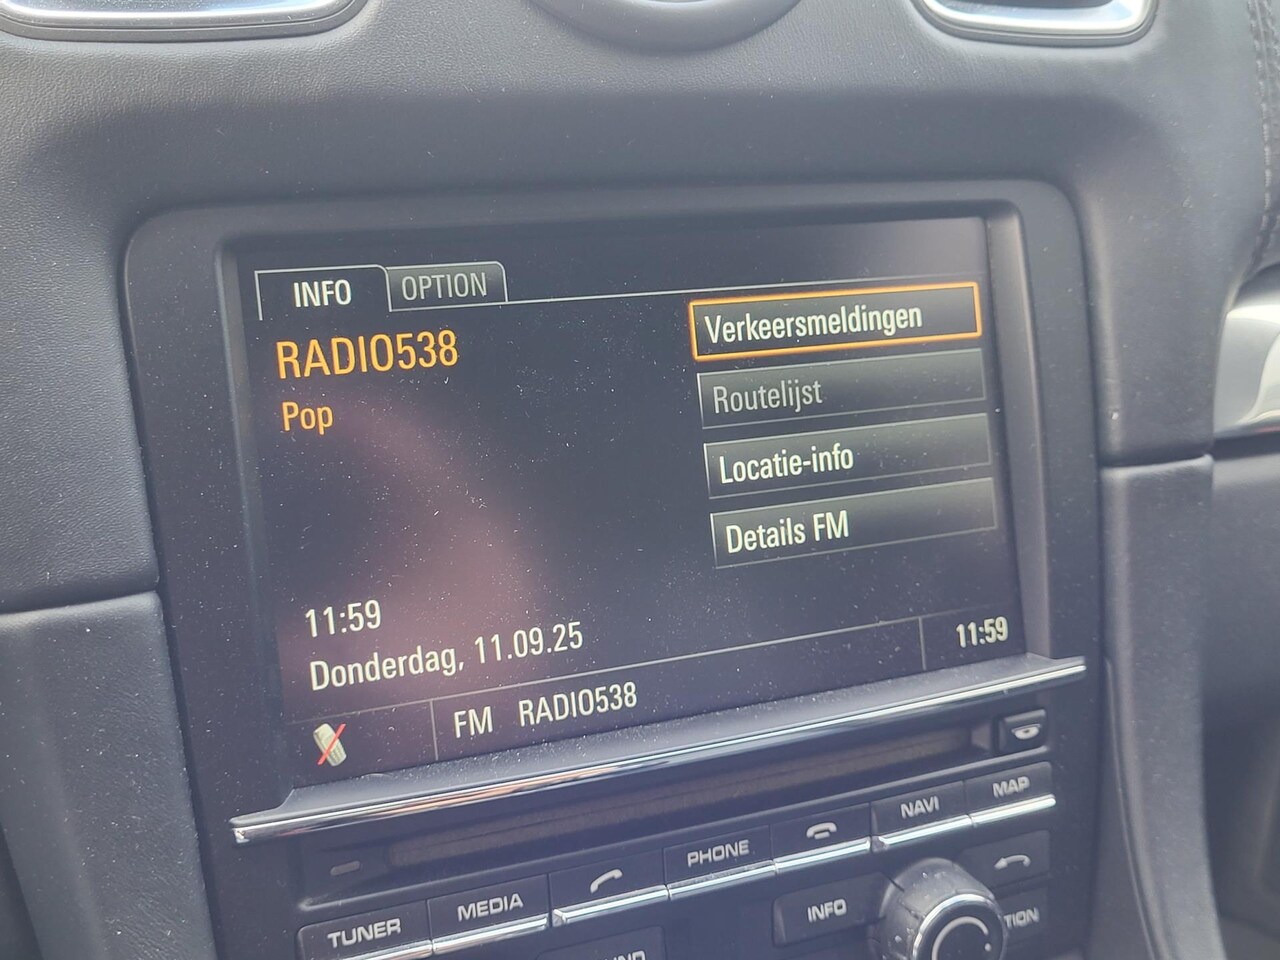 INFO OPTION
RADIO538
Pop
Verkeersmeldingen
Routelijst
Locatie-info
Details FM
11:59
Donderdag, 11.09.25
11:59
FM RADIO538
TUNER
MEDIA
PHONE
NAVI
MAP
INFO